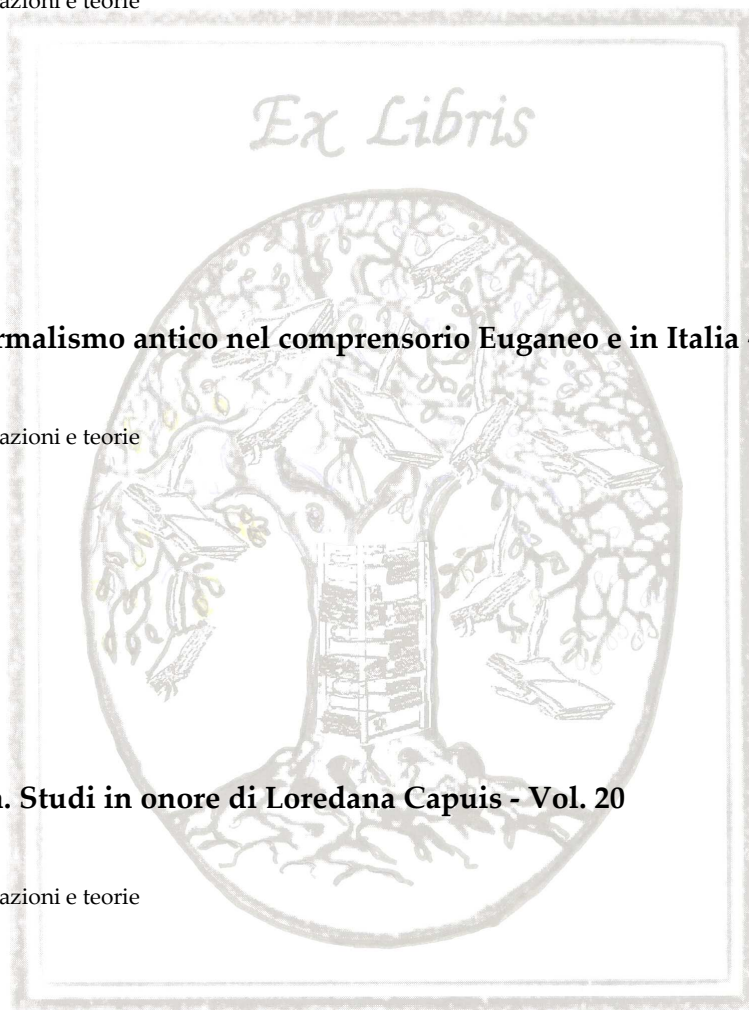 azioni e teorie
Ex Libris
rmalismo antico nel comprensorio Euganeo e in Italia -
azioni e teorie
. Studi in onore di Loredana Capuis - Vol. 20
azioni e teorie